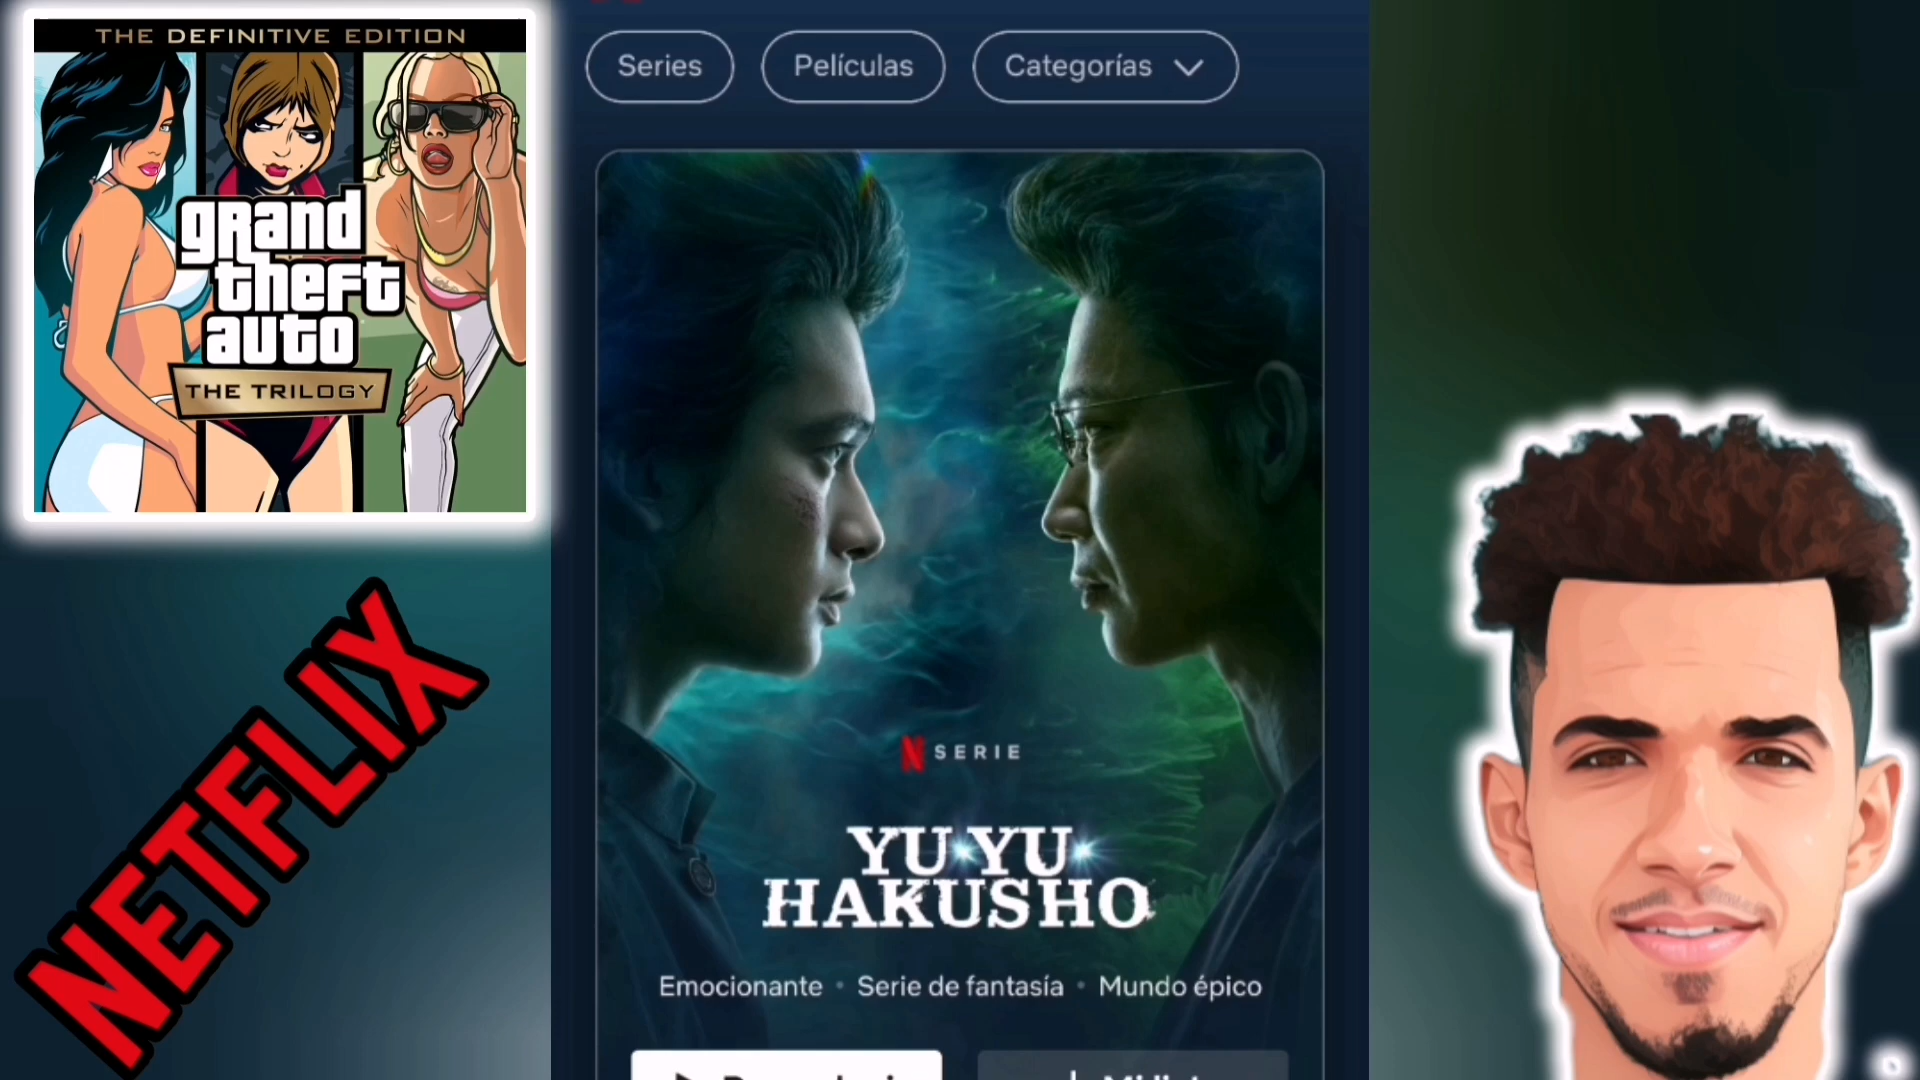 THE DEFINITIVE EDITION
grand
theft
auto
THE TRILOGY
NETFLIX
Series
Películas
Categorías
N SERIE
YU YU
HAKUSHO
Emocionante • Serie de fantasía • Mundo épico